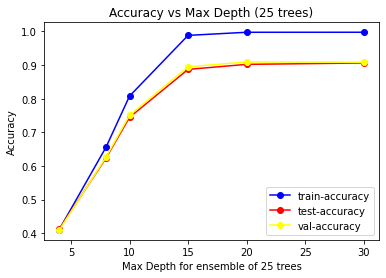 Accuracy vs Max Depth (25 trees)
1.0
0.9
0.8
0.7
0.6
0.5
0.4
Accuracy
5
10
15
20
25
30
Max Depth for ensemble of 25 trees
train-accuracy
test-accuracy
val-accuracy